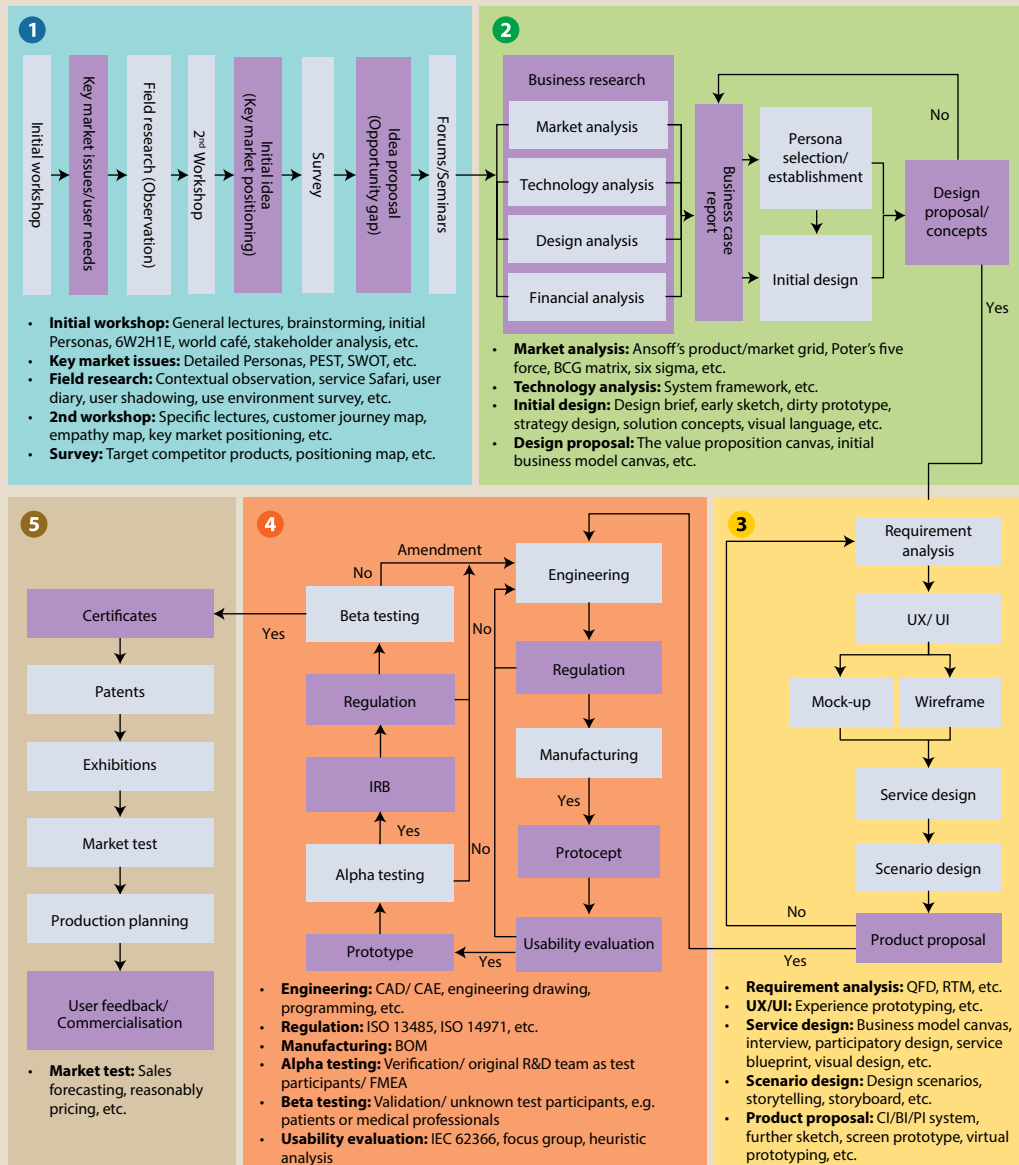 1
Initial workshop
Key market issues/user needs
Field research (Observation)
2nd Workshop
Initial idea
(Key market positioning)
Survey
Idea proposal
(Opportunity gap)
Forums/Seminars
• Initial workshop: General lectures, brainstorming, initial
Personas, 6W2H1E, world café, stakeholder analysis, etc.
• Key market issues: Detailed Personas, PEST, SWOT, etc.
• Field research: Contextual observation, service Safari, user
diary, user shadowing, use environment survey, etc.
• 2nd workshop: Specific lectures, customer journey map,
empathy map, key market positioning, etc.
• Survey: Target competitor products, positioning map, etc.
2
Business research
Market analysis
Technology analysis
Design analysis
Financial analysis
Business case
report
Persona
selection/
establishment
Initial design
No
Design
proposal/
concepts
Yes
• Market analysis: Ansoff's product/market grid, Poter's five
force, BCG matrix, six sigma, etc.
• Technology analysis: System framework, etc.
• Initial design: Design brief, early sketch, dirty prototype,
strategy design, solution concepts, visual language, etc.
• Design proposal: The value proposition canvas, initial
business model canvas, etc.
3
Requirement
analysis
UX/ UI
Mock-up
Wireframe
Service design
Scenario design
No
Product proposal
Yes
• Requirement analysis: QFD, RTM, etc.
• UX/UI: Experience prototyping, etc.
• Service design: Business model canvas,
interview, participatory design, service
blueprint, visual design, etc.
• Scenario design: Design scenarios,
storytelling, storyboard, etc.
• Product proposal: CI/BI/PI system,
further sketch, screen prototype, virtual
prototyping, etc.
4
Amendment
No
Engineering
Beta testing
Yes
No
Regulation
Regulation
Manufacturing
IRB
Yes
Yes
No
Protocept
Alpha testing
Usability evaluation
Prototype
Yes
• Engineering: CAD/ CAE, engineering drawing,
programming, etc.
• Regulation: ISO 13485, ISO 14971, etc.
• Manufacturing: BOM
• Alpha testing: Verification/ original R&D team as test
participants/ FMEA
• Beta testing: Validation/ unknown test participants, e.g.
patients or medical professionals
• Usability evaluation: IEC 62366, focus group, heuristic
analysis
5
Certificates
Patents
Exhibitions
Market test
Production planning
User feedback/
Commercialisation
• Market test: Sales
forecasting, reasonably
pricing, etc.